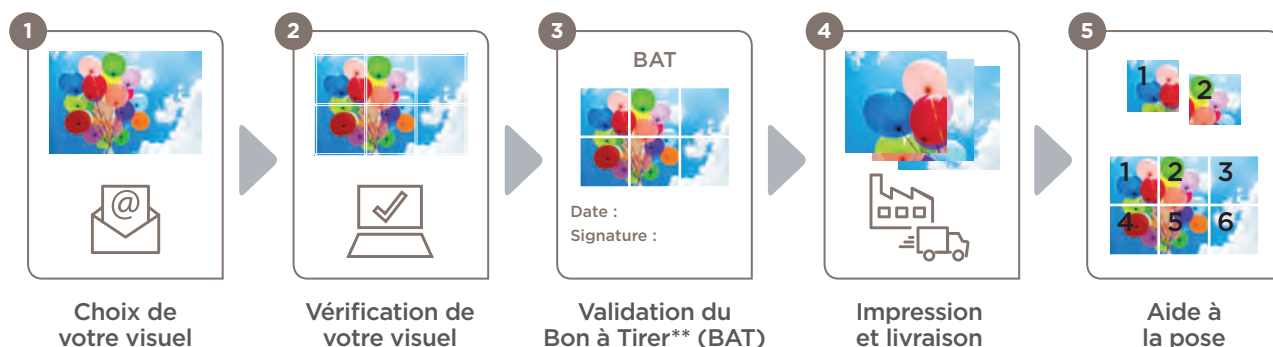 1
2
3
4
5
@
BAT
Date :
Signature :
1
2
1 2 3
4 5 6
Choix de
votre visuel
Vérification de
votre visuel
Validation du
Bon à Tirer** (BAT)
Impression
et livraison
Aide à
la pose